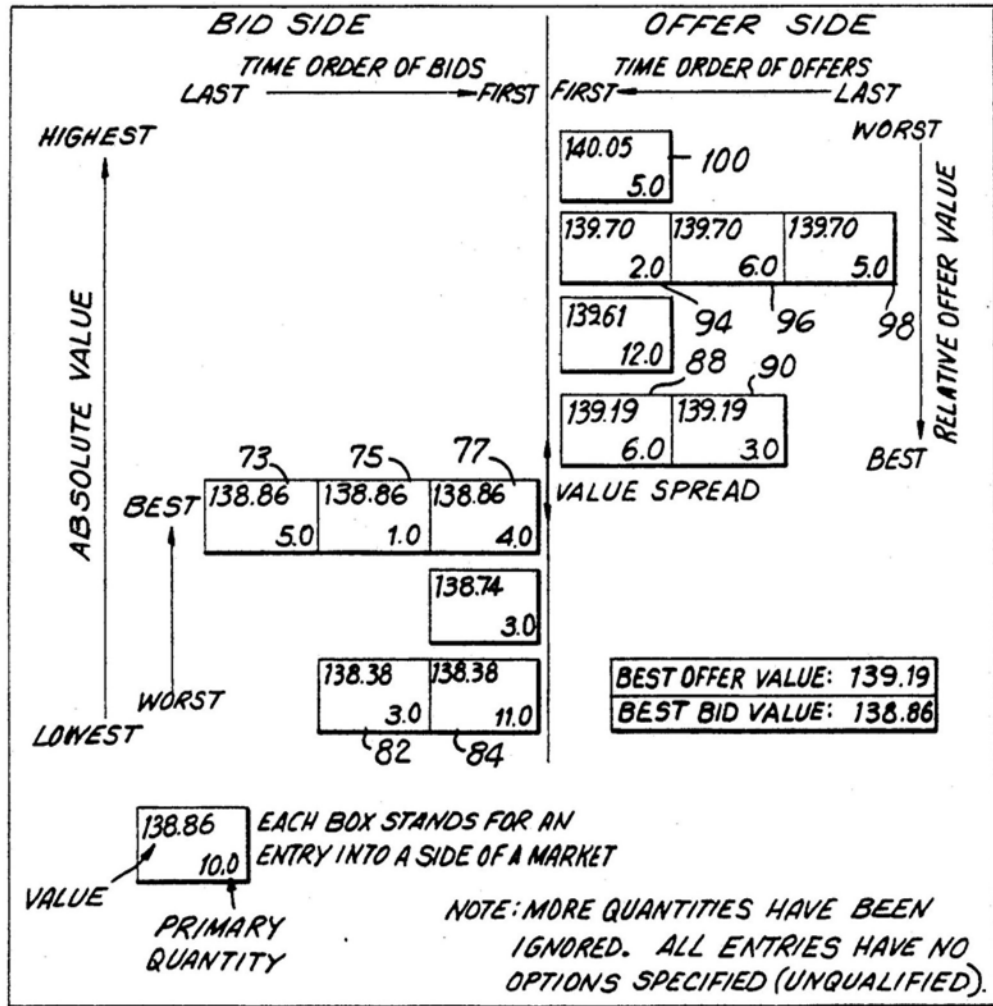 BID SIDE
OFFER SIDE
TIME ORDER OF BIDS
TIME ORDER OF OFFERS
LAST
FIRST
FIRST
LAST
HIGHEST
WORST
140.05
5.0
100
139.70
139.70
139.70
2.0
6.0
5.0
94
96
98
139.61
12.0
88
90
139.19
139.19
6.0
3.0
BEST
RELATIVE OFFER VALUE
ABSOLUTE VALUE
VALUE SPREAD
73
75
77
BEST
138.86
138.86
138.86
5.0
1.0
4.0
138.74
3.0
138.38
138.38
3.0
11.0
82
84
WORST
LOWEST
BEST OFFER VALUE: 139.19
BEST BID VALUE: 138.86
138.86
10.0
EACH BOX STANDS FOR AN
ENTRY INTO A SIDE OF A MARKET
VALUE
PRIMARY
QUANTITY
NOTE: MORE QUANTITIES HAVE BEEN
IGNORED. ALL ENTRIES HAVE NO
OPTIONS SPECIFIED (UNQUALIFIED).